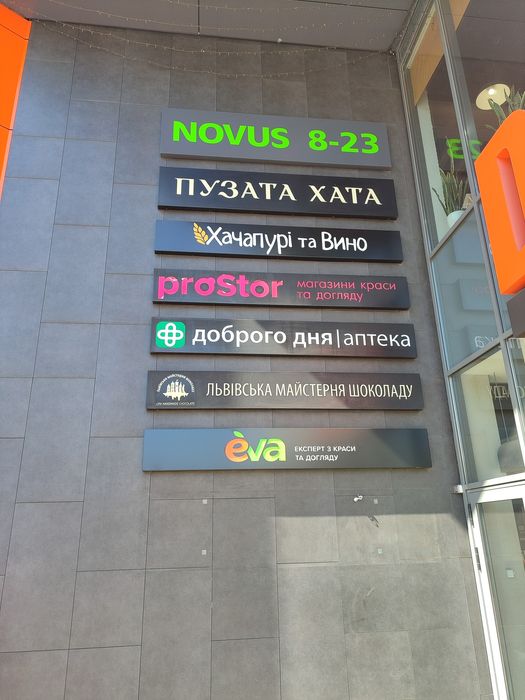 NOVUS 8-23
ПУЗАТА ХАТА
Хачапурі та Вино
proStor магазини краси
та догляду
доброго дня|аптека
ЛЬВІВСЬКА МАЙСТЕРНЯ ШОКОЛАДУ
èva ЕКСПЕРТ З КРАСИ
ТА ДОГЛЯДУ